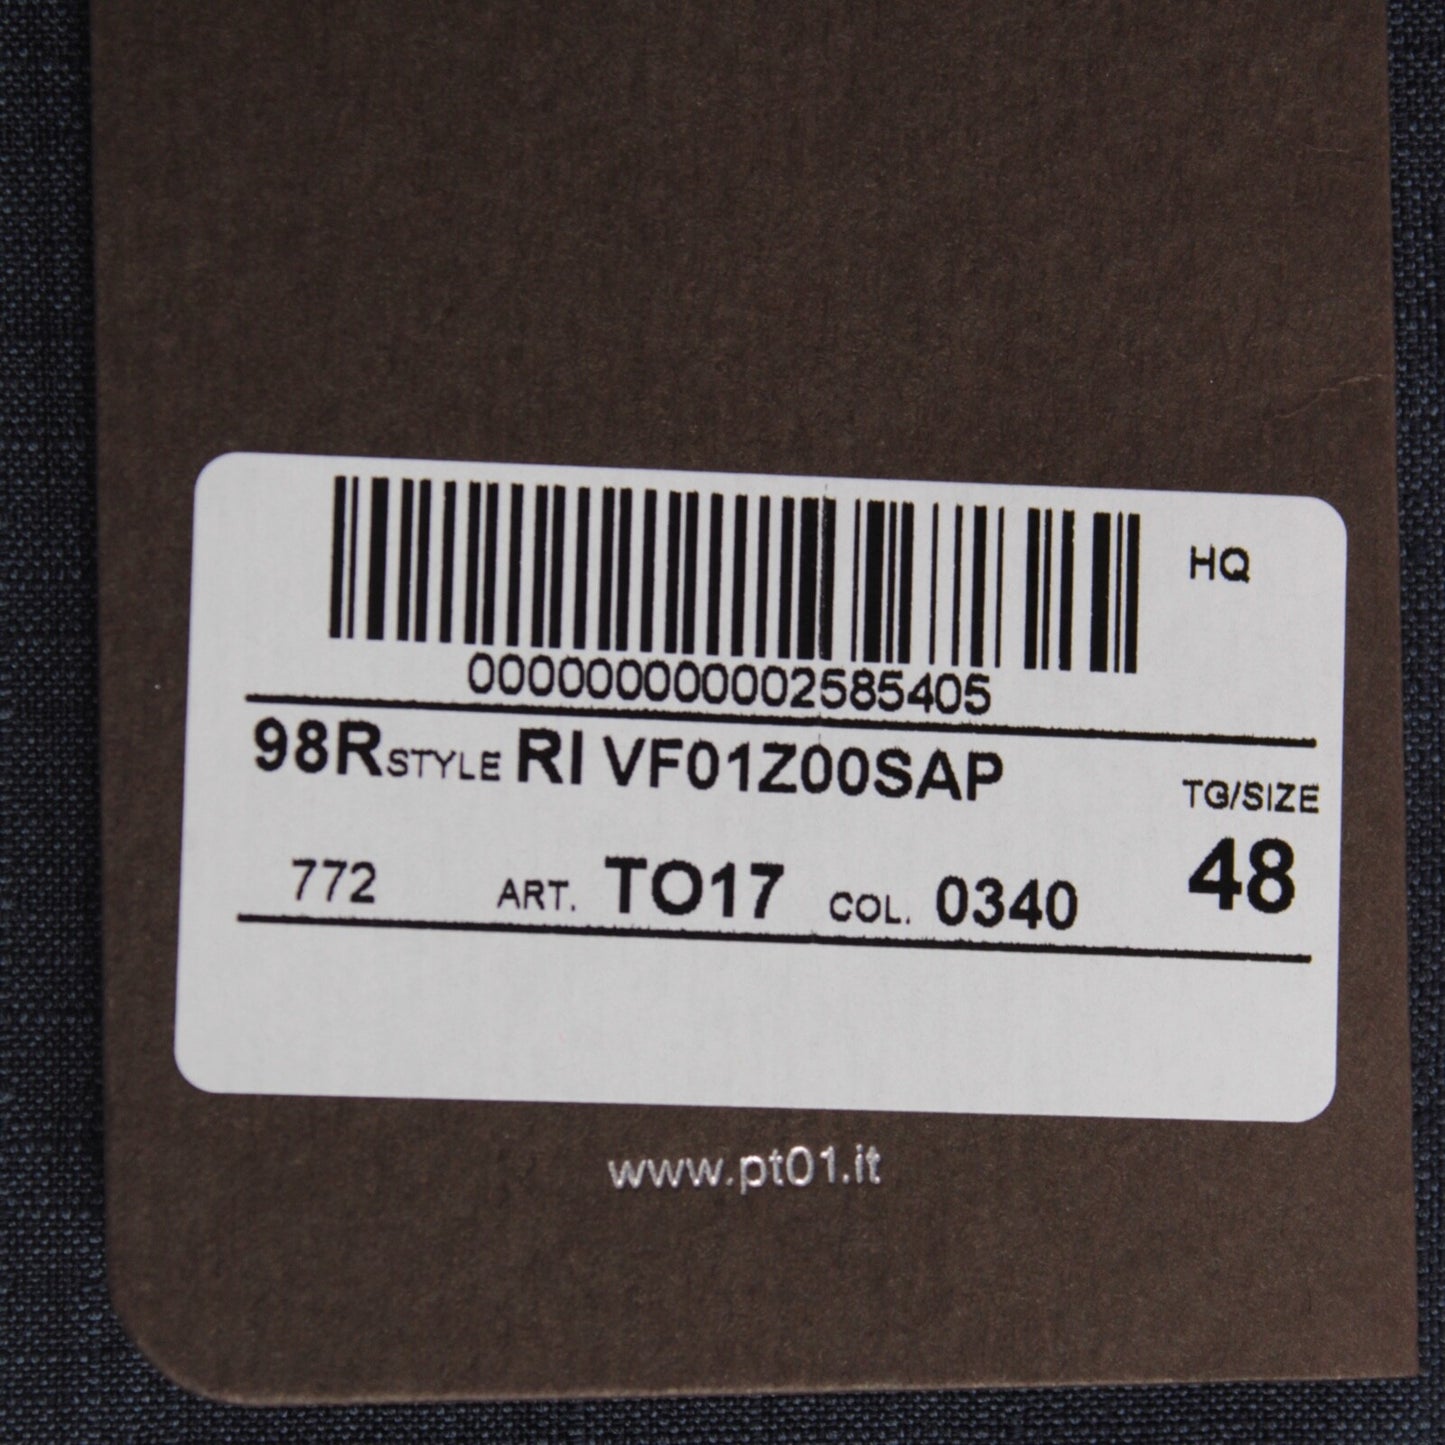 HQ
0000000000002585405
98R STYLE RI VF01Z00SAP
TG/SIZE
772 ART. TO17 COL. 0340 48
www.pt01.it